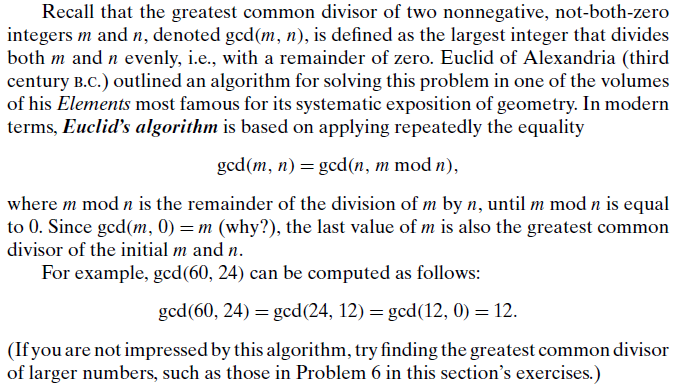 Recall that the greatest common divisor of two nonnegative, not-both-zero
integers m and n, denoted gcd(m, n), is defined as the largest integer that divides
both m and n evenly, i.e., with a remainder of zero. Euclid of Alexandria (third
century B.C.) outlined an algorithm for solving this problem in one of the volumes
of his Elements most famous for its systematic exposition of geometry. In modern
terms, Euclid's algorithm is based on applying repeatedly the equality
gcd(m, n) = gcd(n, m mod n),
where m mod n is the remainder of the division of m by n, until m mod n is equal
to 0. Since gcd(m, 0) = m (why?), the last value of m is also the greatest common
divisor of the initial m and n.
For example, gcd(60, 24) can be computed as follows:
gcd(60, 24) = gcd(24, 12) = gcd(12, 0) = 12.
(If you are not impressed by this algorithm, try finding the greatest common divisor
of larger numbers, such as those in Problem 6 in this section's exercises.)